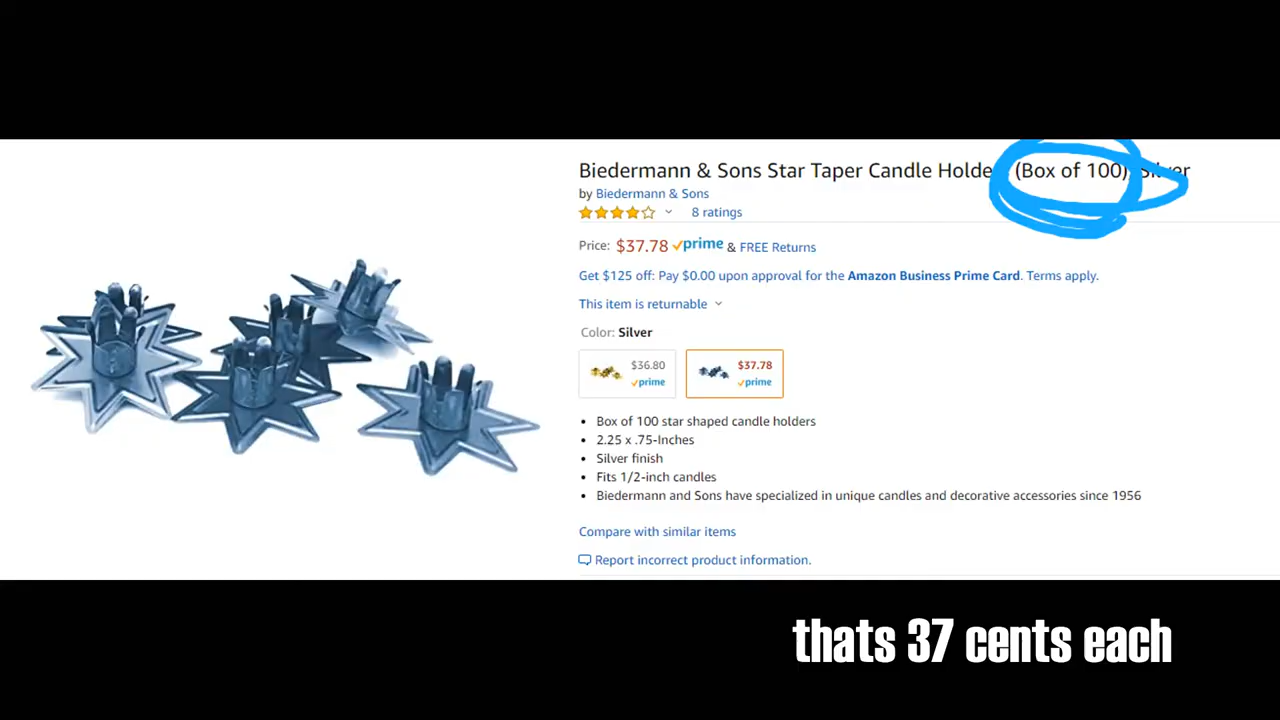 Biedermann & Sons Star Taper Candle Holders (Box of 100), Silver
by Biedermann & Sons
8 ratings
Price: $37.78 prime & FREE Returns
Get $125 off: Pay $0.00 upon approval for the Amazon Business Prime Card. Terms apply.
This item is returnable
Color: Silver
$36.80 $37.78
prime prime
Box of 100 star shaped candle holders
2.25 x .75-Inches
Silver finish
Fits 1/2-inch candles
Biedermann and Sons have specialized in unique candles and decorative accessories since 1956
Compare with similar items
Report incorrect product information.
thats 37 cents each